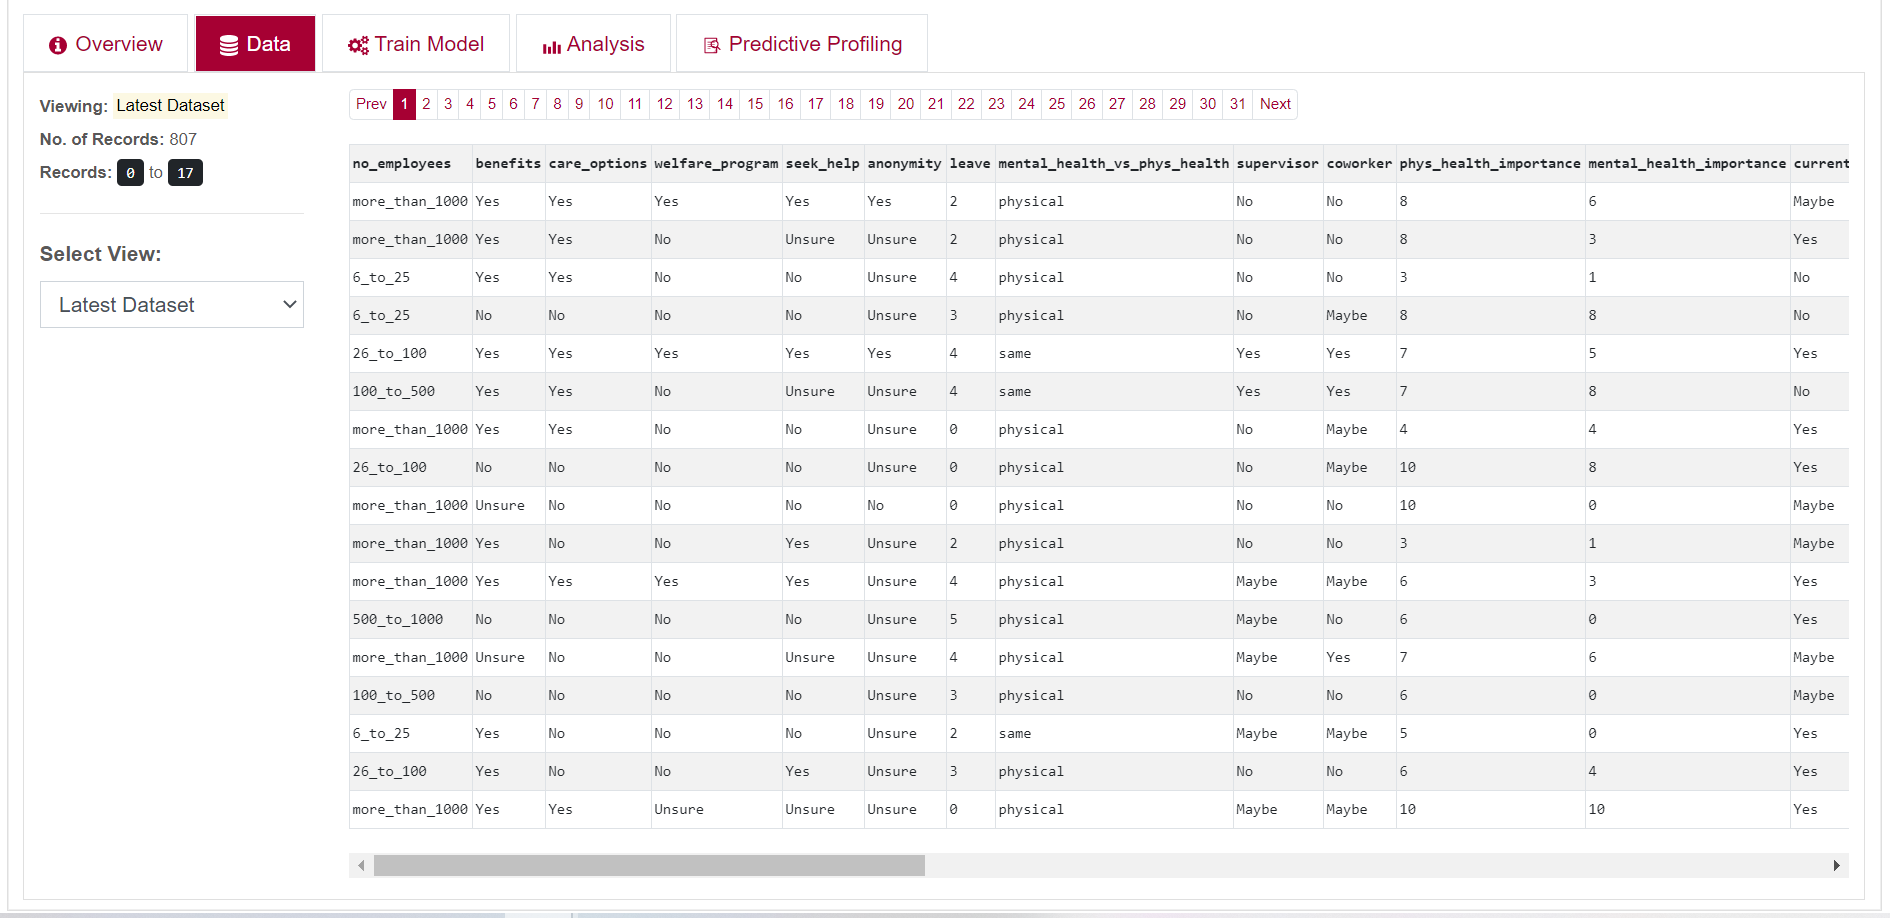 Overview Data Train Model Analysis Predictive Profiling
Viewing: Latest Dataset
No. of Records: 807
Records: 0 to 17
Select View:
Latest Dataset
Prev 1 2 3 4 5 6 7 8 9 10 11 12 13 14 15 16 17 18 19 20 21 22 23 24 25 26 27 28 29 30 31 Next
no_employees benefits care_options welfare_program seek_help anonymity leave mental_health_vs_phys_health supervisor coworker phys_health_importance mental_health_importance current
more_than_1000 Yes Yes Yes Yes Yes 2 physical No No 8 6 Maybe
more_than_1000 Yes Yes No Unsure Unsure 2 physical No No 8 3 Yes
6_to_25 Yes Yes No No Unsure 4 physical No No 3 1 No
6_to_25 No No No No Unsure 3 physical No Maybe 8 8 No
26_to_100 Yes Yes Yes Yes Yes 4 same Yes Yes 7 5 Yes
100_to_500 Yes Yes No Unsure Unsure 4 same Yes Yes 7 8 No
more_than_1000 Yes Yes No No Unsure 0 physical No Maybe 4 4 Yes
26_to_100 No No No No Unsure 0 physical No Maybe 10 8 Yes
more_than_1000 Unsure No No No No 0 physical No No 10 0 Maybe
more_than_1000 Yes No No Yes Unsure 2 physical No No 3 1 Maybe
more_than_1000 Yes Yes Yes Yes Unsure 4 physical Maybe Maybe 6 3 Yes
500_to_1000 No No No No Unsure 5 physical Maybe No 6 0 Yes
more_than_1000 Unsure No No Unsure Unsure 4 physical Maybe Yes 7 6 Maybe
100_to_500 No No No No Unsure 3 physical No No 6 0 Maybe
6_to_25 Yes No No No Unsure 2 same Maybe Maybe 5 0 Yes
26_to_100 Yes No No Yes Unsure 3 physical No No 6 4 Yes
more_than_1000 Yes Yes Unsure Unsure Unsure 0 physical Maybe Maybe 10 10 Yes